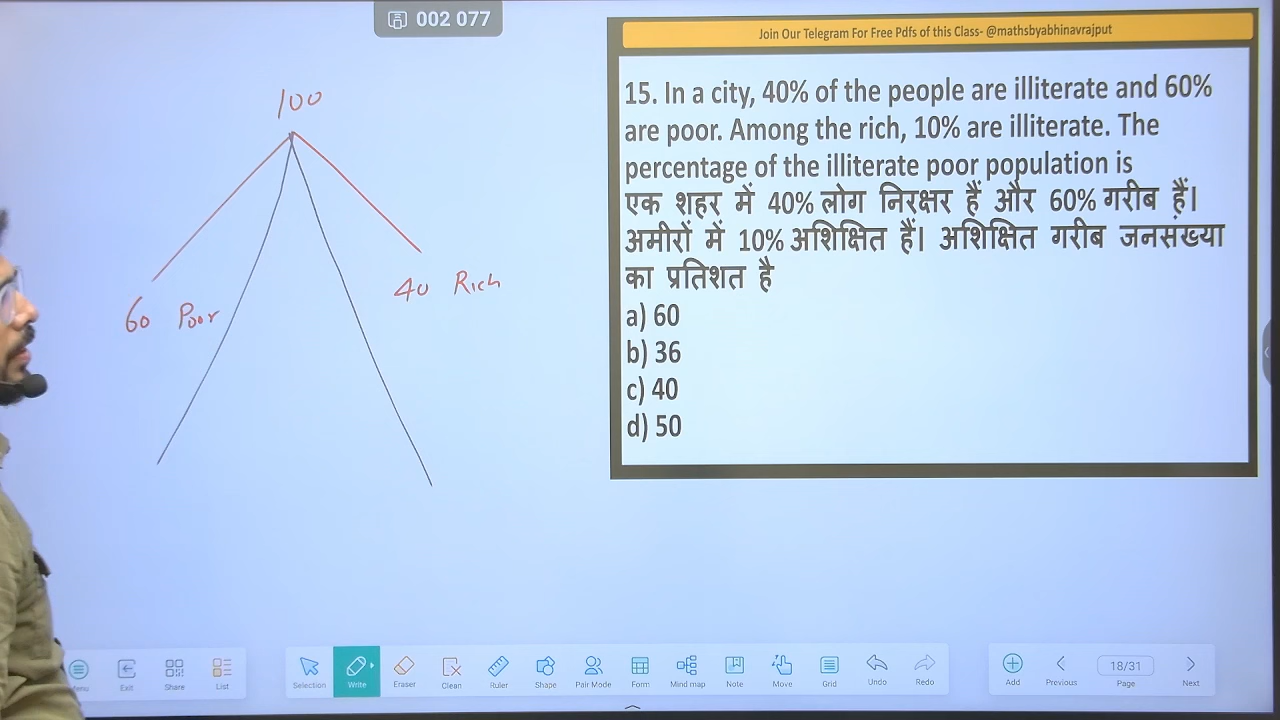 002 077
Join Our Telegram For Free Pdfs of this Class- @mathsbyabhinavrajput
100
60 Poor
40 Rich
15. In a city, 40% of the people are illiterate and 60%
are poor. Among the rich, 10% are illiterate. The
percentage of the illiterate poor population is
एक शहर में 40% लोग निरक्षर हैं और 60% गरीब हैं।
अमीरों में 10% अशिक्षित हैं। अशिक्षित गरीब जनसंख्या
का प्रतिशत है
a) 60
b) 36
c) 40
d) 50
enu
Exit
Share
List
Selection
Write
Eraser
Clean
Ruler
Shape
Pair Mode
Form
Mind map
Note
Move
Grid
Undo
Redo
Add
Previous
18/31
Page
Next